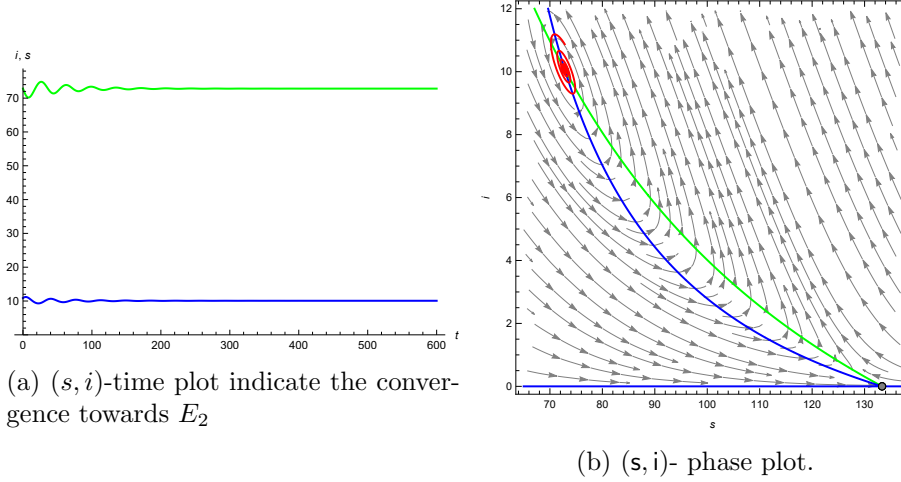 i, s
70
60
50
40
30
20
10
0 100 200 300 400 500 600 t
(a) (s, i)-time plot indicate the conver-
gence towards E2
12
10
8
6
4
2
0
i
70 80 90 100 110 120 130
s
(b) (s, i)- phase plot.